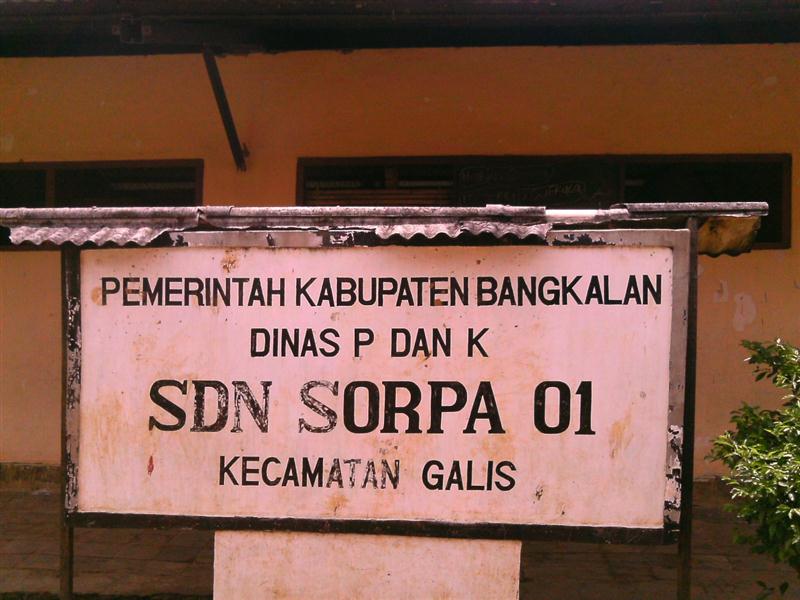 PEMERINTAH KABUPATEN BANGKALAN
DINAS P DAN K
SDN SORPA 01
KECAMATAN GALIS